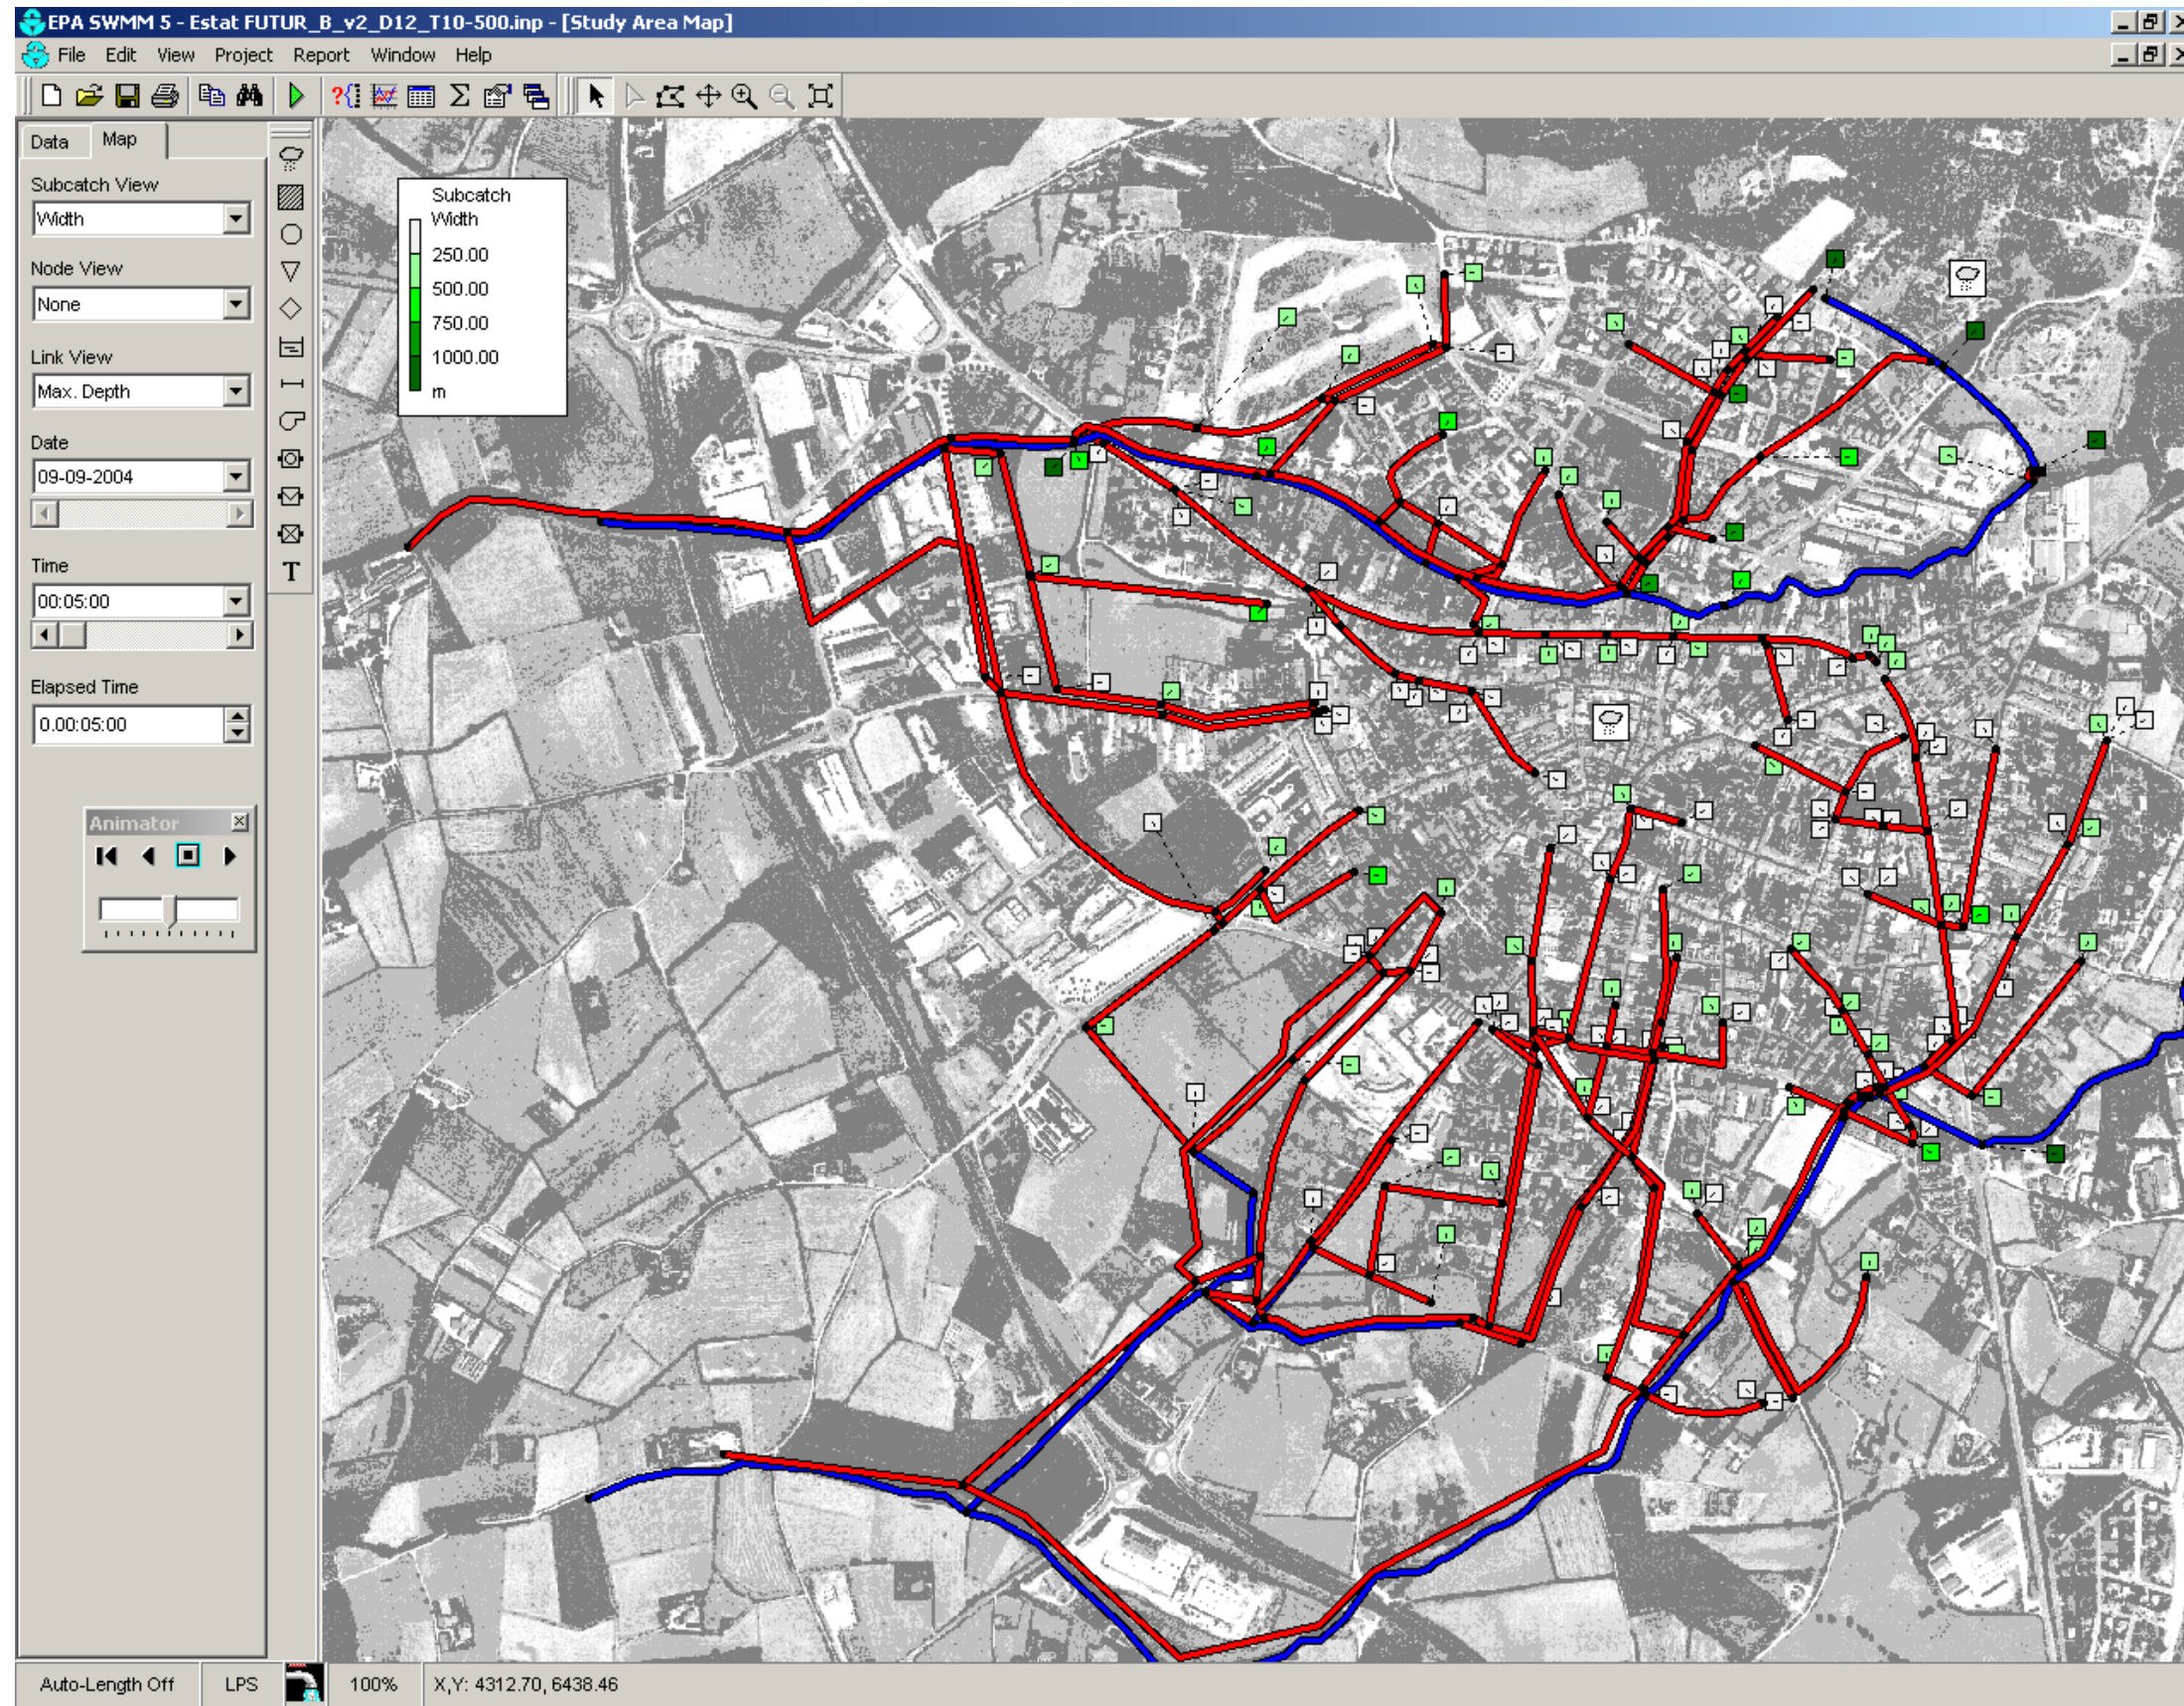 EPA SWMM 5 - Estat FUTUR_B_v2_D12_T10-500.inp - [Study Area Map]
File Edit View Project Report Window Help
Data Map
Subcatch View
Width
Node View
None
Link View
Max. Depth
Date
09-09-2004
Time
00:05:00
Elapsed Time
0.00:05:00
Animator
T
Subcatch
Width
250.00
500.00
750.00
1000.00
m
Auto-Length Off LPS 100% X,Y: 4312.70, 6438.46